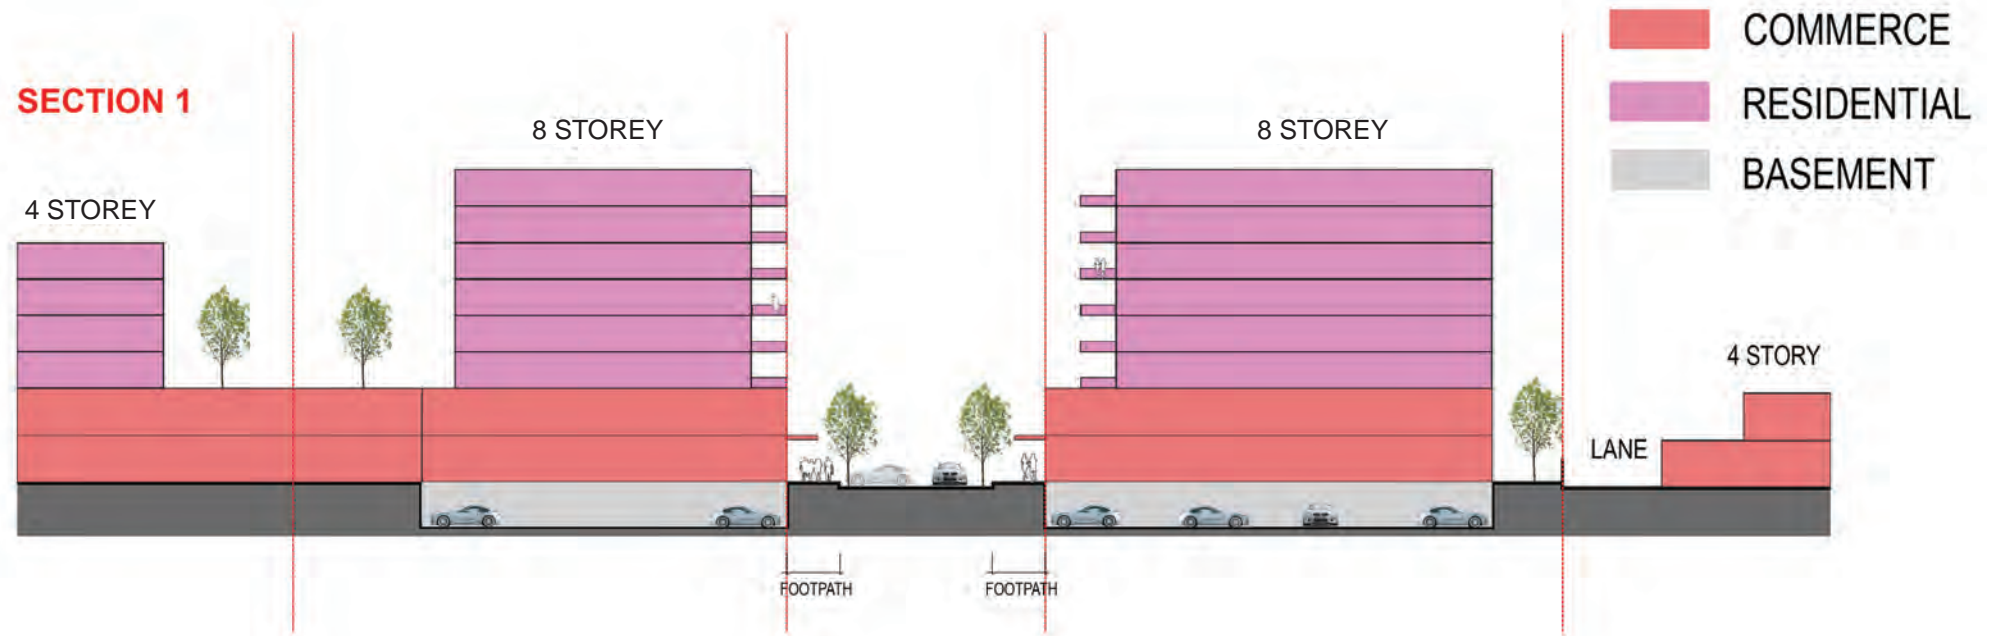 COMMERCE
SECTION 1
RESIDENTIAL
8 STOREY
8 STOREY
BASEMENT
4 STOREY
4 STORY
LANE
FOOTPATH
FOOTPATH